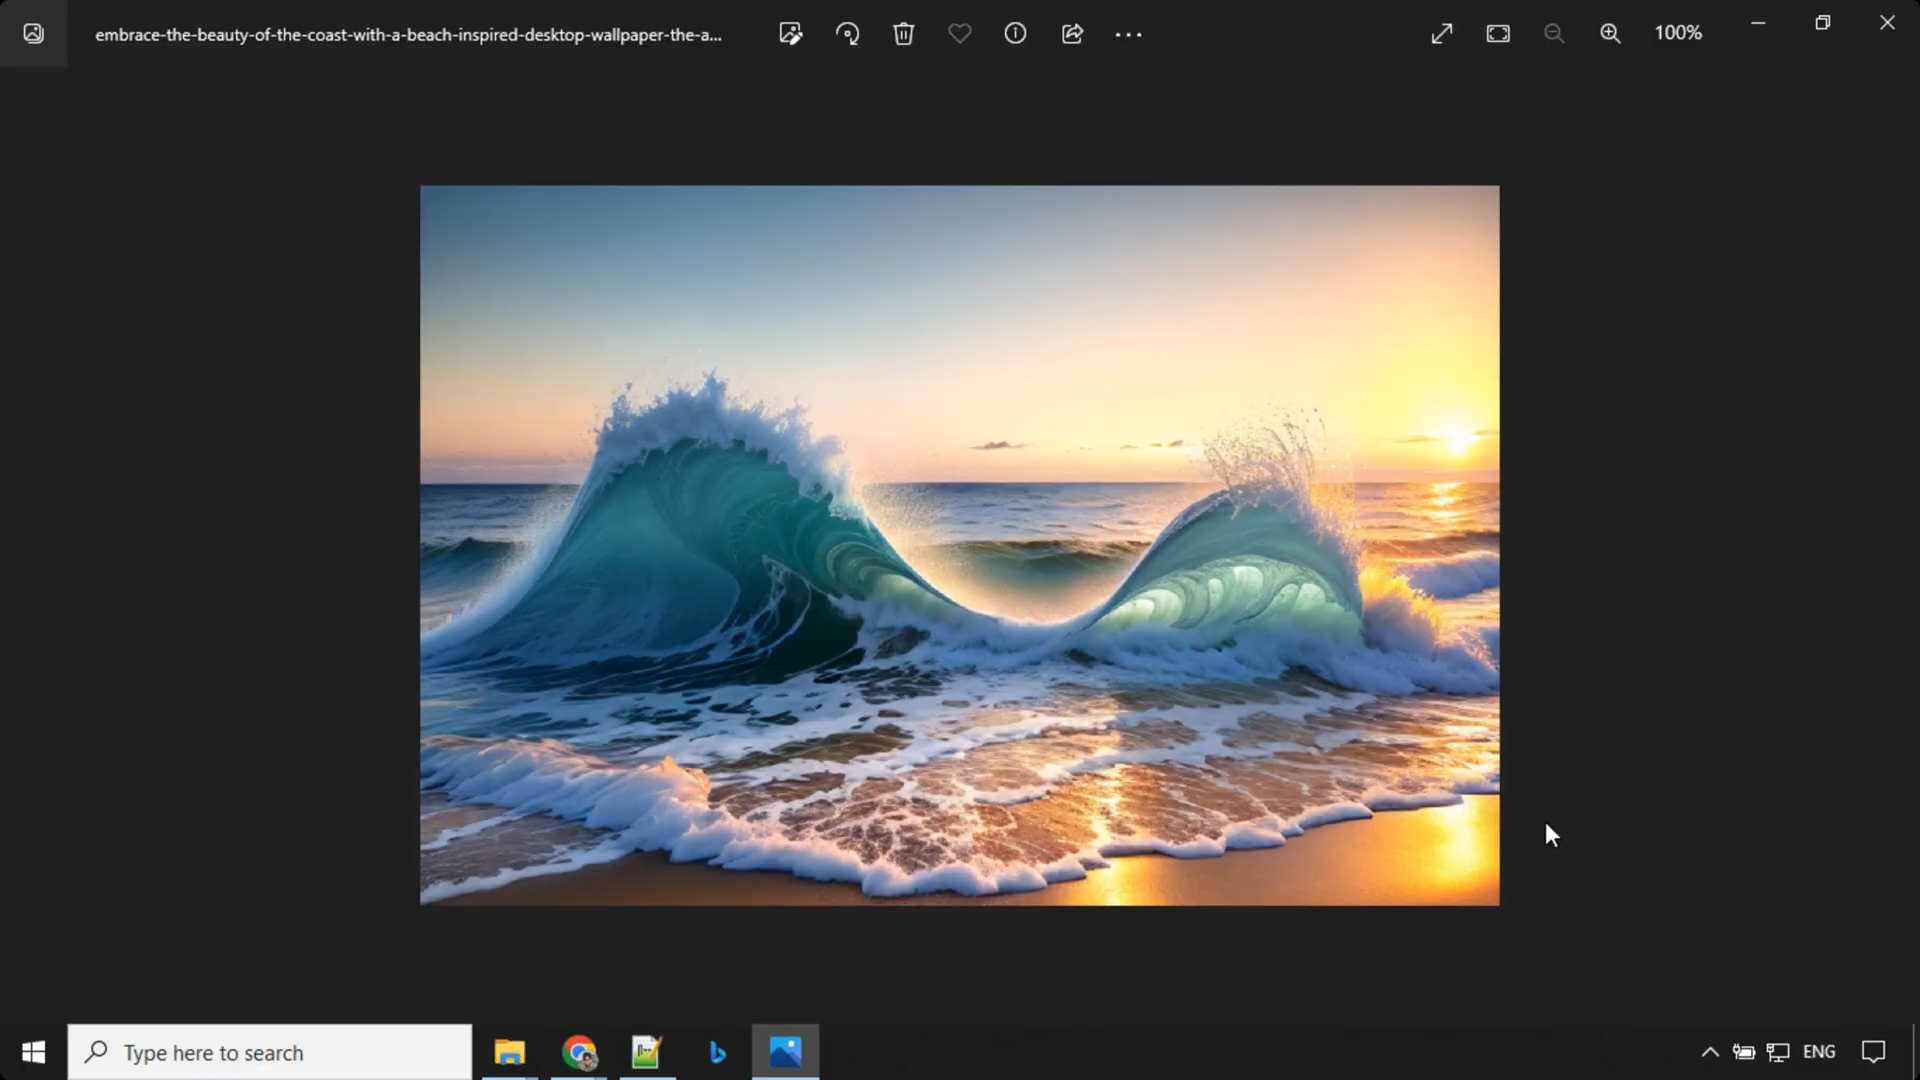 embrace-the-beauty-of-the-coast-with-a-beach-inspired-desktop-wallpaper-the-a...
100%
Type here to search
ENG